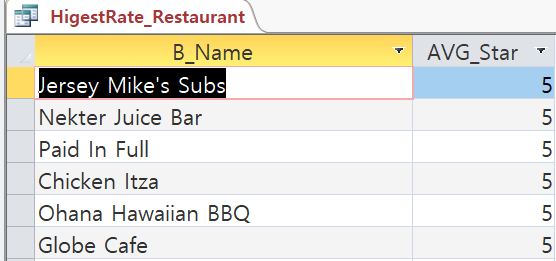 HigestRate_Restaurant
B_Name AVG_Star
Jersey Mike's Subs 5
Nekter Juice Bar 5
Paid In Full 5
Chicken Itza 5
Ohana Hawaiian BBQ 5
Globe Cafe 5